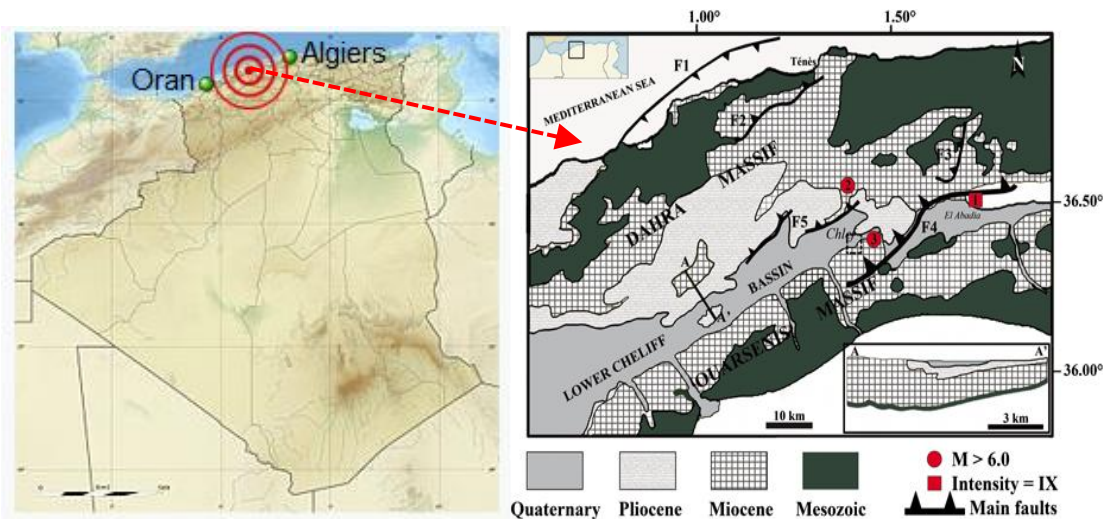 Algiers
Oran
1.00°
1.50°
36.50°
36.00°
N
MEDITERRANEAN SEA
Ténès
F1
F2
F3
F4
F5
DAHRA
MASSIF
2
1
3
El Abadia
Chlef
A
A'
BASSIN
LOWER CHELIFF
OUARSENIS
MASSIF
10 km
A
A'
3 km
Quaternary
Pliocene
Miocene
Mesozoic
M > 6.0
Intensity = IX
Main faults